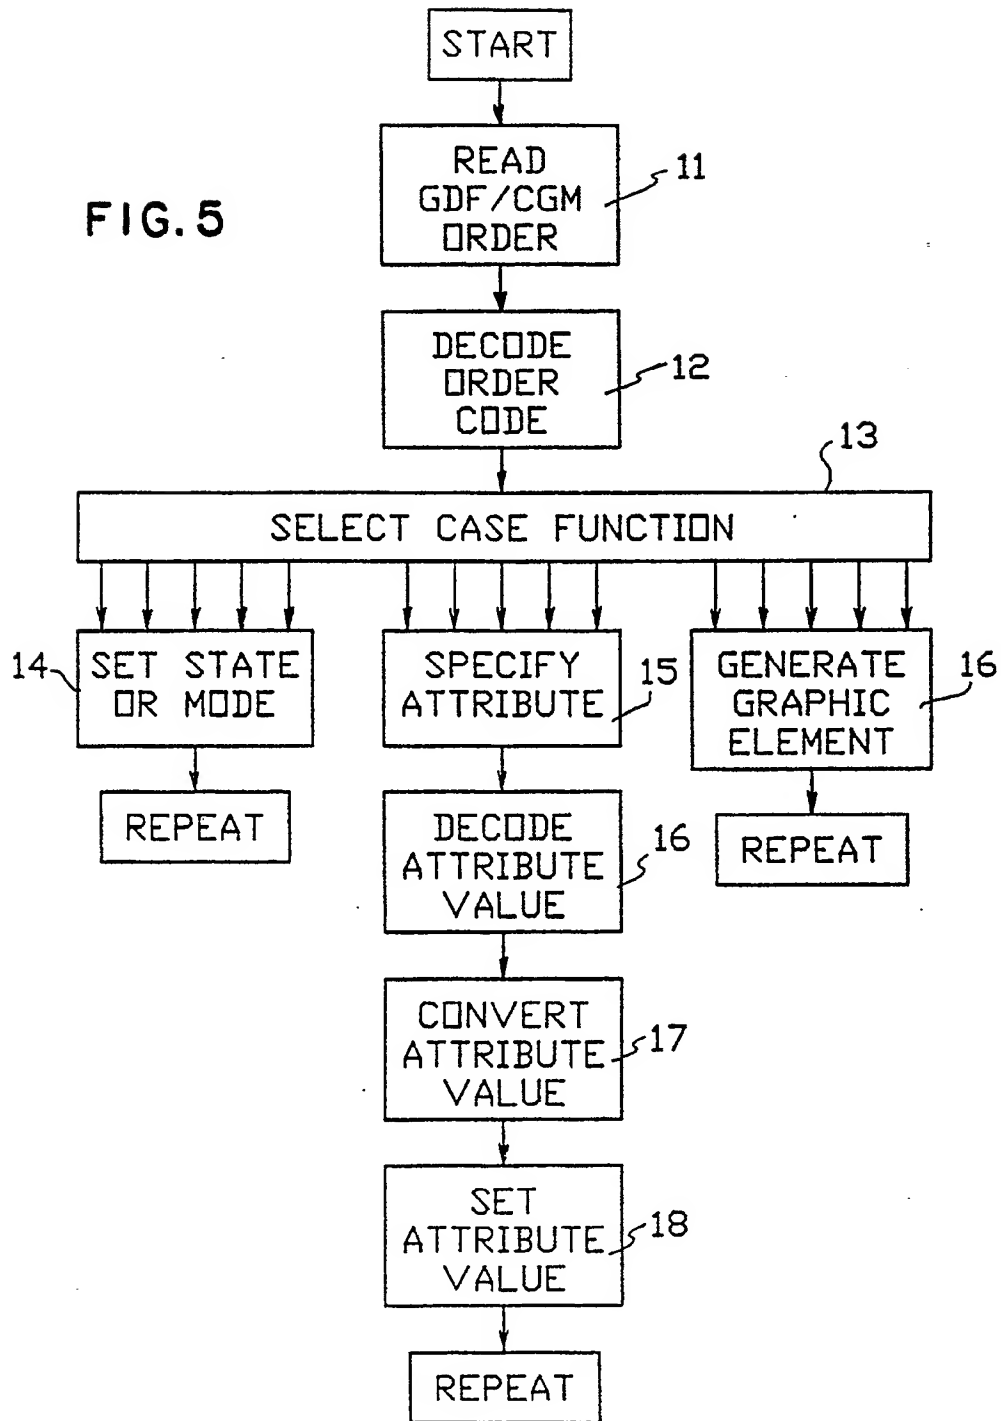 START
READ
GDF/CGM
ORDER
11
FIG. 5
DECODE
ORDER
CODE
12
13
SELECT CASE FUNCTION
14
SET STATE
OR MODE
SPECIFY
ATTRIBUTE
15
GENERATE
GRAPHIC
ELEMENT
16
REPEAT
DECODE
ATTRIBUTE
VALUE
16
REPEAT
CONVERT
ATTRIBUTE
VALUE
17
SET
ATTRIBUTE
VALUE
18
REPEAT